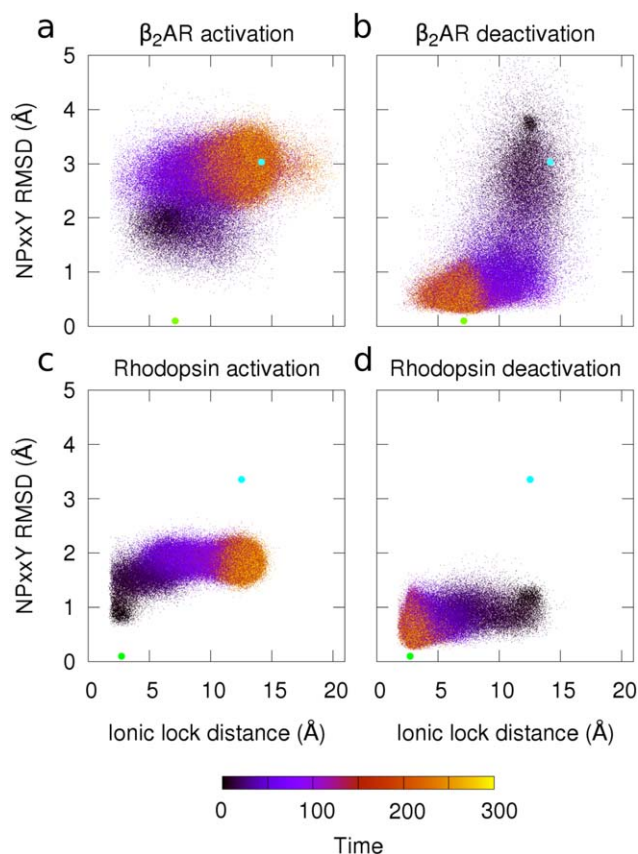 a β₂AR activation
b β₂AR deactivation
NPxxY RMSD (Å)
5
4
3
2
1
0
c Rhodopsin activation
d Rhodopsin deactivation
NPxxY RMSD (Å)
5
4
3
2
1
0
0 5 10 15 20
0 5 10 15 20
Ionic lock distance (Å)
Ionic lock distance (Å)
0 100 200 300
Time